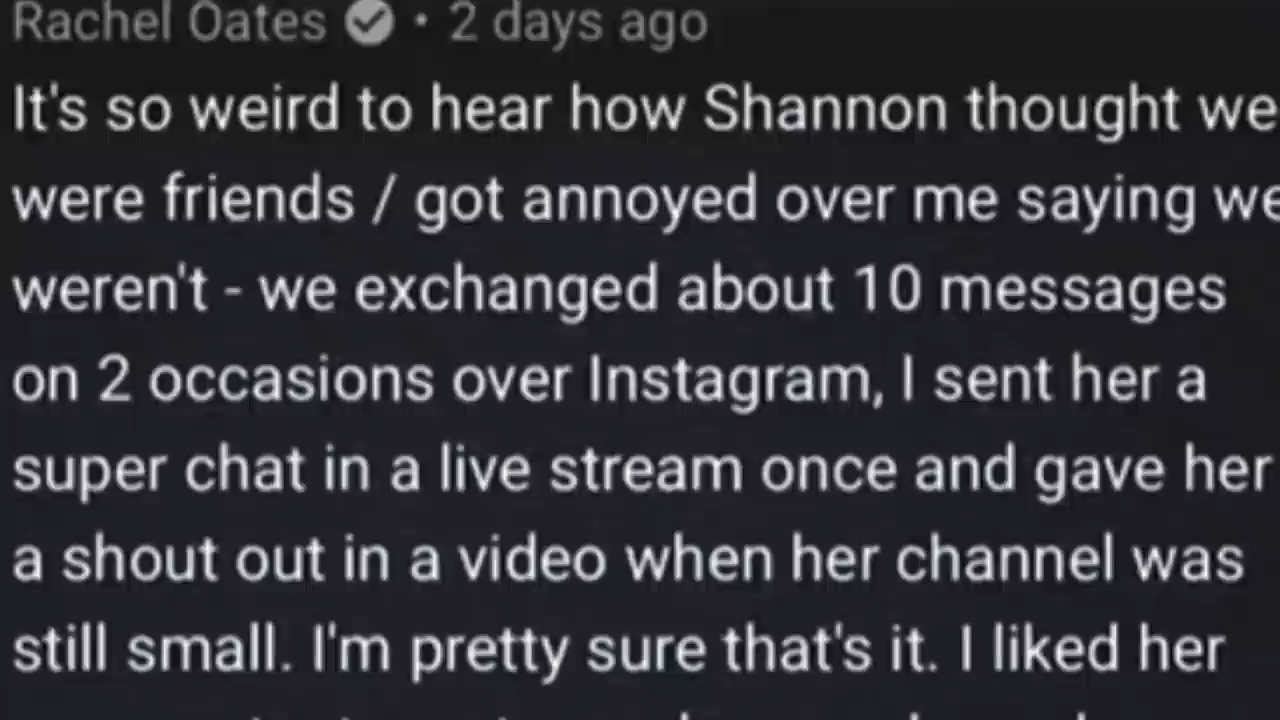 Rachel Oates • 2 days ago
It's so weird to hear how Shannon thought we
were friends / got annoyed over me saying we
weren't - we exchanged about 10 messages
on 2 occasions over Instagram, I sent her a
super chat in a live stream once and gave her
a shout out in a video when her channel was
still small. I'm pretty sure that's it. I liked her